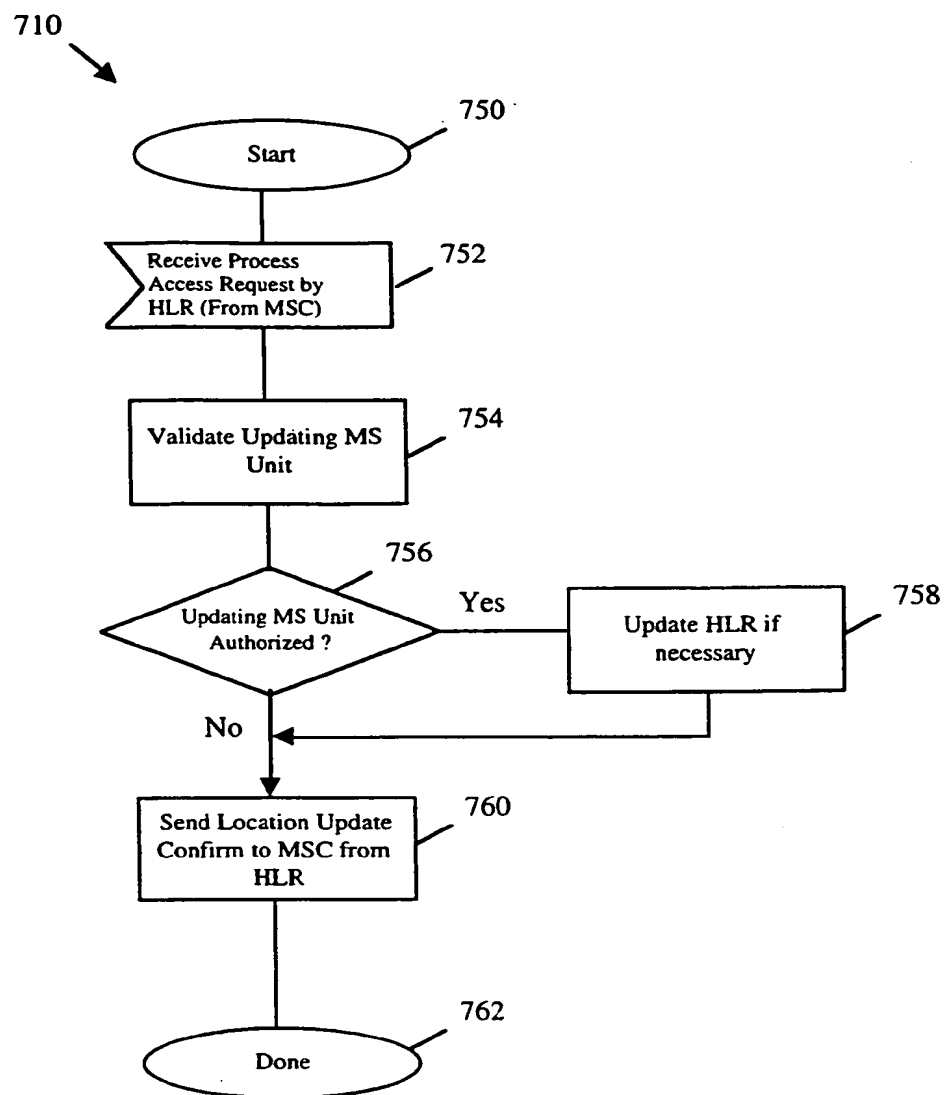 710
750
Start
752
Receive Process
Access Request by
HLR (From MSC)
754
Validate Updating MS
Unit
756
Updating MS Unit
Authorized ?
Yes
758
Update HLR if
necessary
No
760
Send Location Update
Confirm to MSC from
HLR
762
Done